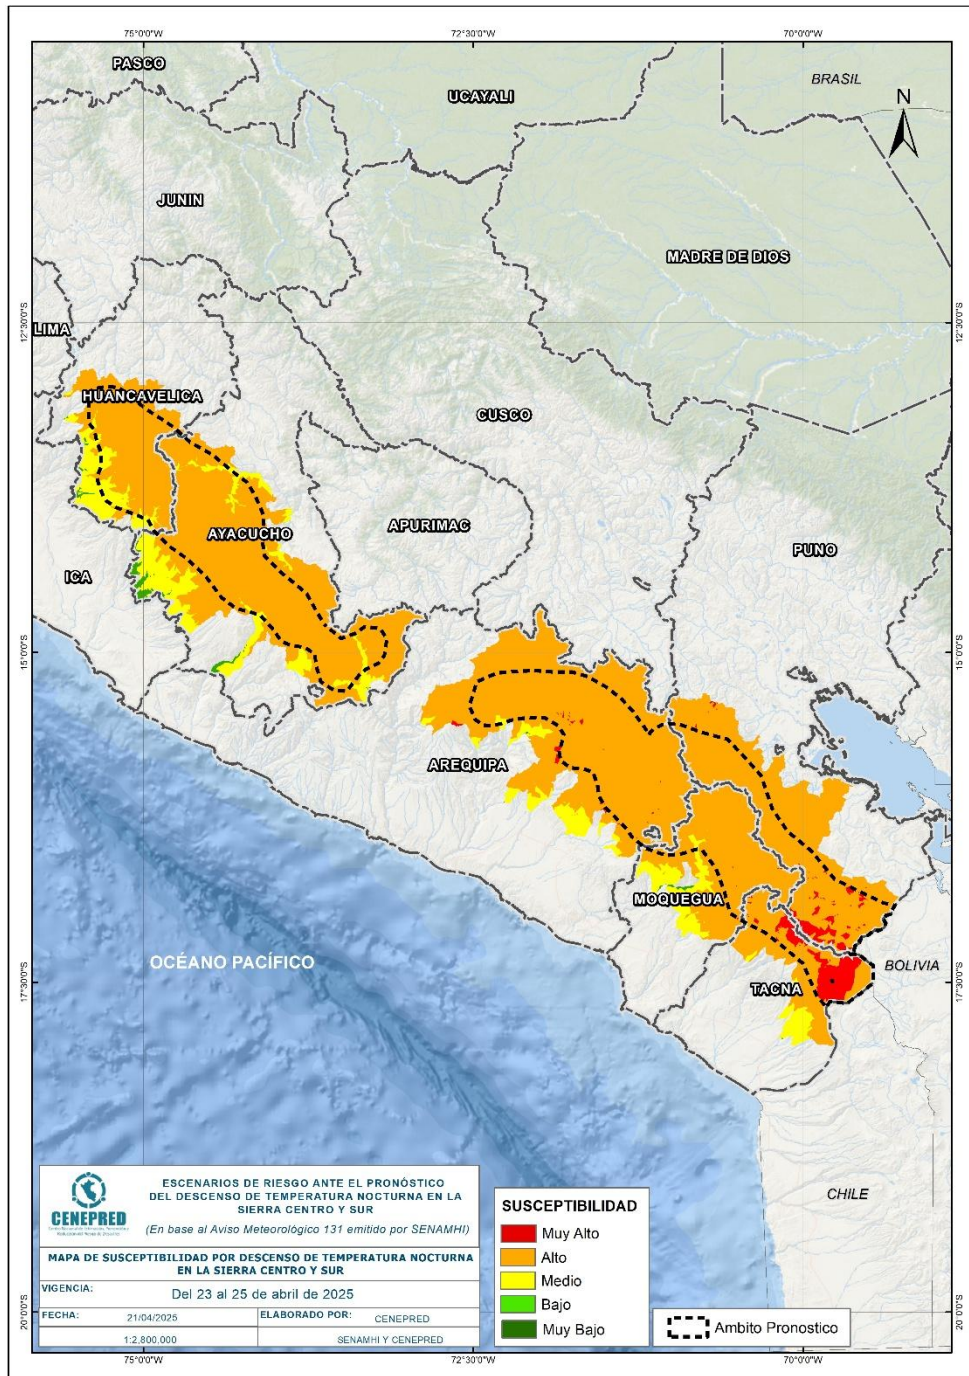 75°0'0"O
72°30'0"O
70°0'0"O
PASCO
UCAYALI
BRASIL
N
JUNIN
MADRE DE DIOS
12°30'0"S
LIMA
12°30'0"S
HUANCAVELICA
CUSCO
AYACUCHO
APURIMAC
PUNO
ICA
15°0'0"S
15°0'0"S
AREQUIPA
MOQUEGUA
OCÉANO PACÍFICO
BOLIVIA
TACNA
17°30'0"S
17°30'0"S
CENEPRED
ESCENARIOS DE RIESGO ANTE EL PRONÓSTICO
DEL DESCENSO DE TEMPERATURA NOCTURNA EN LA
SIERRA CENTRO Y SUR
(En base al Aviso Meteorológico 131 emitido por SENAMHI)
MAPA DE SUSCEPTIBILIDAD POR DESCENSO DE TEMPERATURA NOCTURNA
EN LA SIERRA CENTRO Y SUR
VIGENCIA:
Del 23 al 25 de abril de 2025
FECHA:
21/04/2025
ELABORADO POR:
CENEPRED
1:2,800,000
SENAMHI Y CENEPRED
SUSCEPTIBILIDAD
Muy Alto
Alto
Medio
Bajo
Muy Bajo
CHILE
Ambito Pronostico
20°0'0"S
20°0'0"S
75°0'0"O
72°30'0"O
70°0'0"O